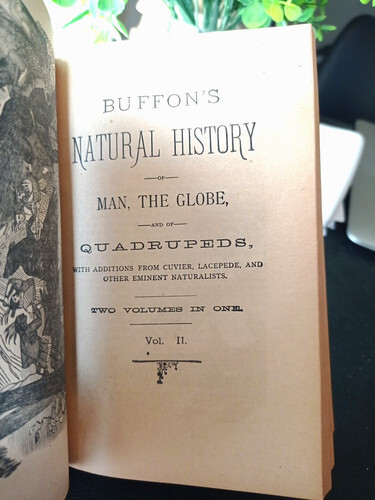 BUFFON'S
NATURAL HISTORY
OF
MAN, THE GLOBE,
AND OF
QUADRUPEDS,
WITH ADDITIONS FROM CUVIER, LACEPEDE, AND
OTHER EMINENT NATURALISTS.
TWO VOLUMES IN ONE.
Vol. II.